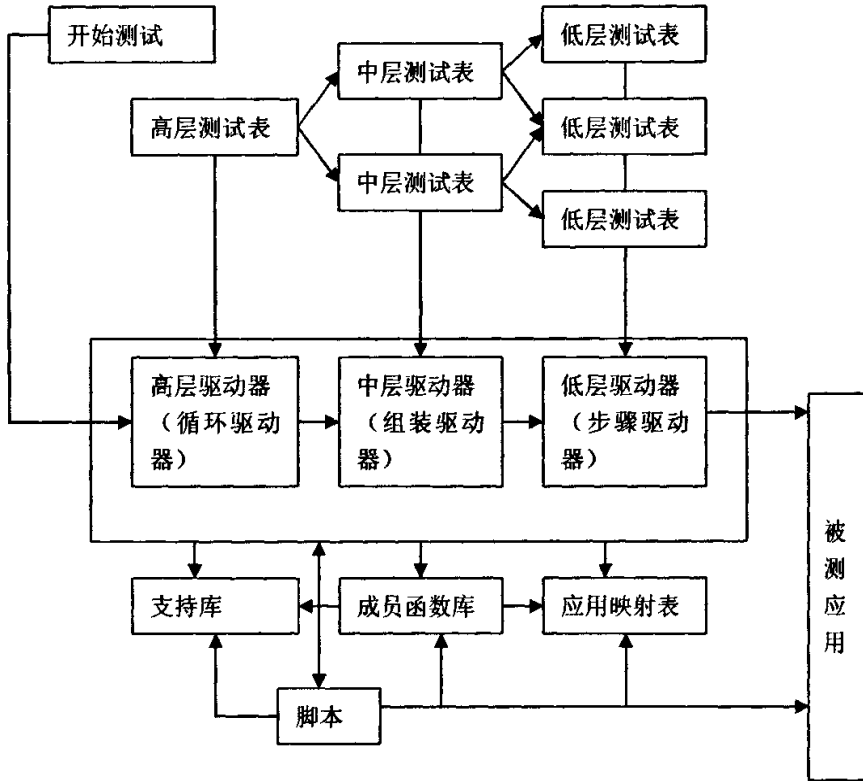 开始测试
低层测试表
中层测试表
高层测试表
低层测试表
中层测试表
低层测试表
高层驱动器
（循环驱动
器）
中层驱动器
（组装驱动
器）
低层驱动器
（步骤驱动
器）
被
测
应
用
支持库
成员函数库
应用映射表
脚本